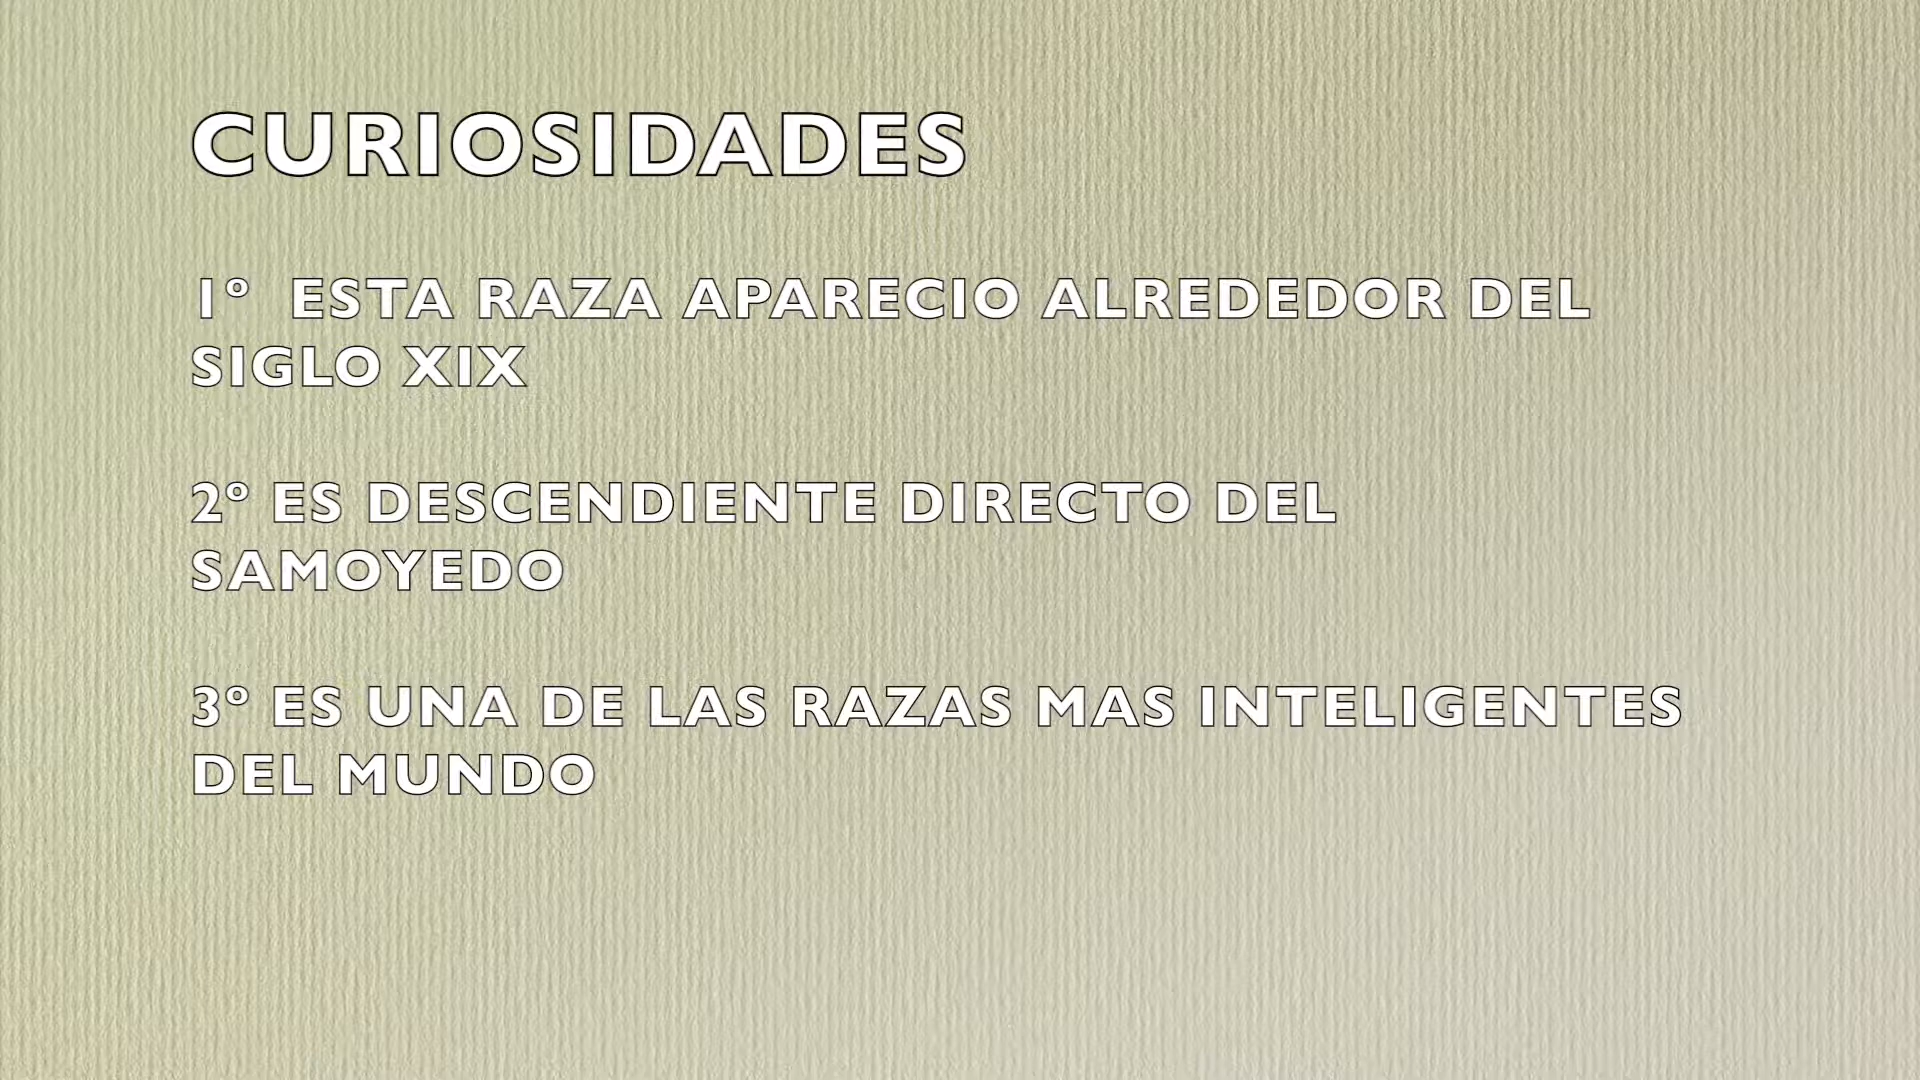 CURIOSIDADES
1º ESTA RAZA APARECIO ALREDEDOR DEL
SIGLO XIX
2º ES DESCENDIENTE DIRECTO DEL
SAMOYEDO
3º ES UNA DE LAS RAZAS MAS INTELIGENTES
DEL MUNDO